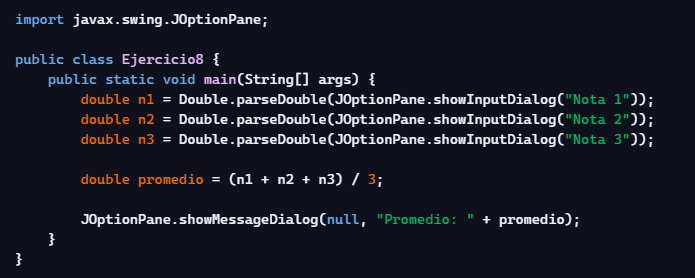 import javax.swing.JOptionPane;

public class Ejercicio8 {
    public static void main(String[] args) {
        double n1 = Double.parseDouble(JOptionPane.showInputDialog("Nota 1"));
        double n2 = Double.parseDouble(JOptionPane.showInputDialog("Nota 2"));
        double n3 = Double.parseDouble(JOptionPane.showInputDialog("Nota 3"));

        double promedio = (n1 + n2 + n3) / 3;

        JOptionPane.showMessageDialog(null, "Promedio: " + promedio);
    }
}